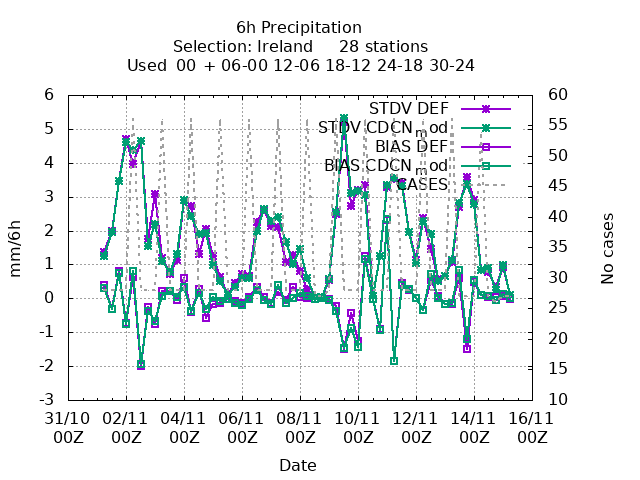 6h Precipitation
Selection: Ireland 28 stations
Used 00 + 06-00 12-06 18-12 24-18 30-24
STDV DEF
STDV CDCN_mod
BIAS DEF
BIAS CDCN_mod
CASES
mm/6h
6
5
4
3
2
1
0
-1
-2
-3
No cases
60
55
50
45
40
35
30
25
20
15
10
31/10 02/11 04/11 06/11 08/11 10/11 12/11 14/11 16/11
00Z 00Z 00Z 00Z 00Z 00Z 00Z 00Z 00Z
Date